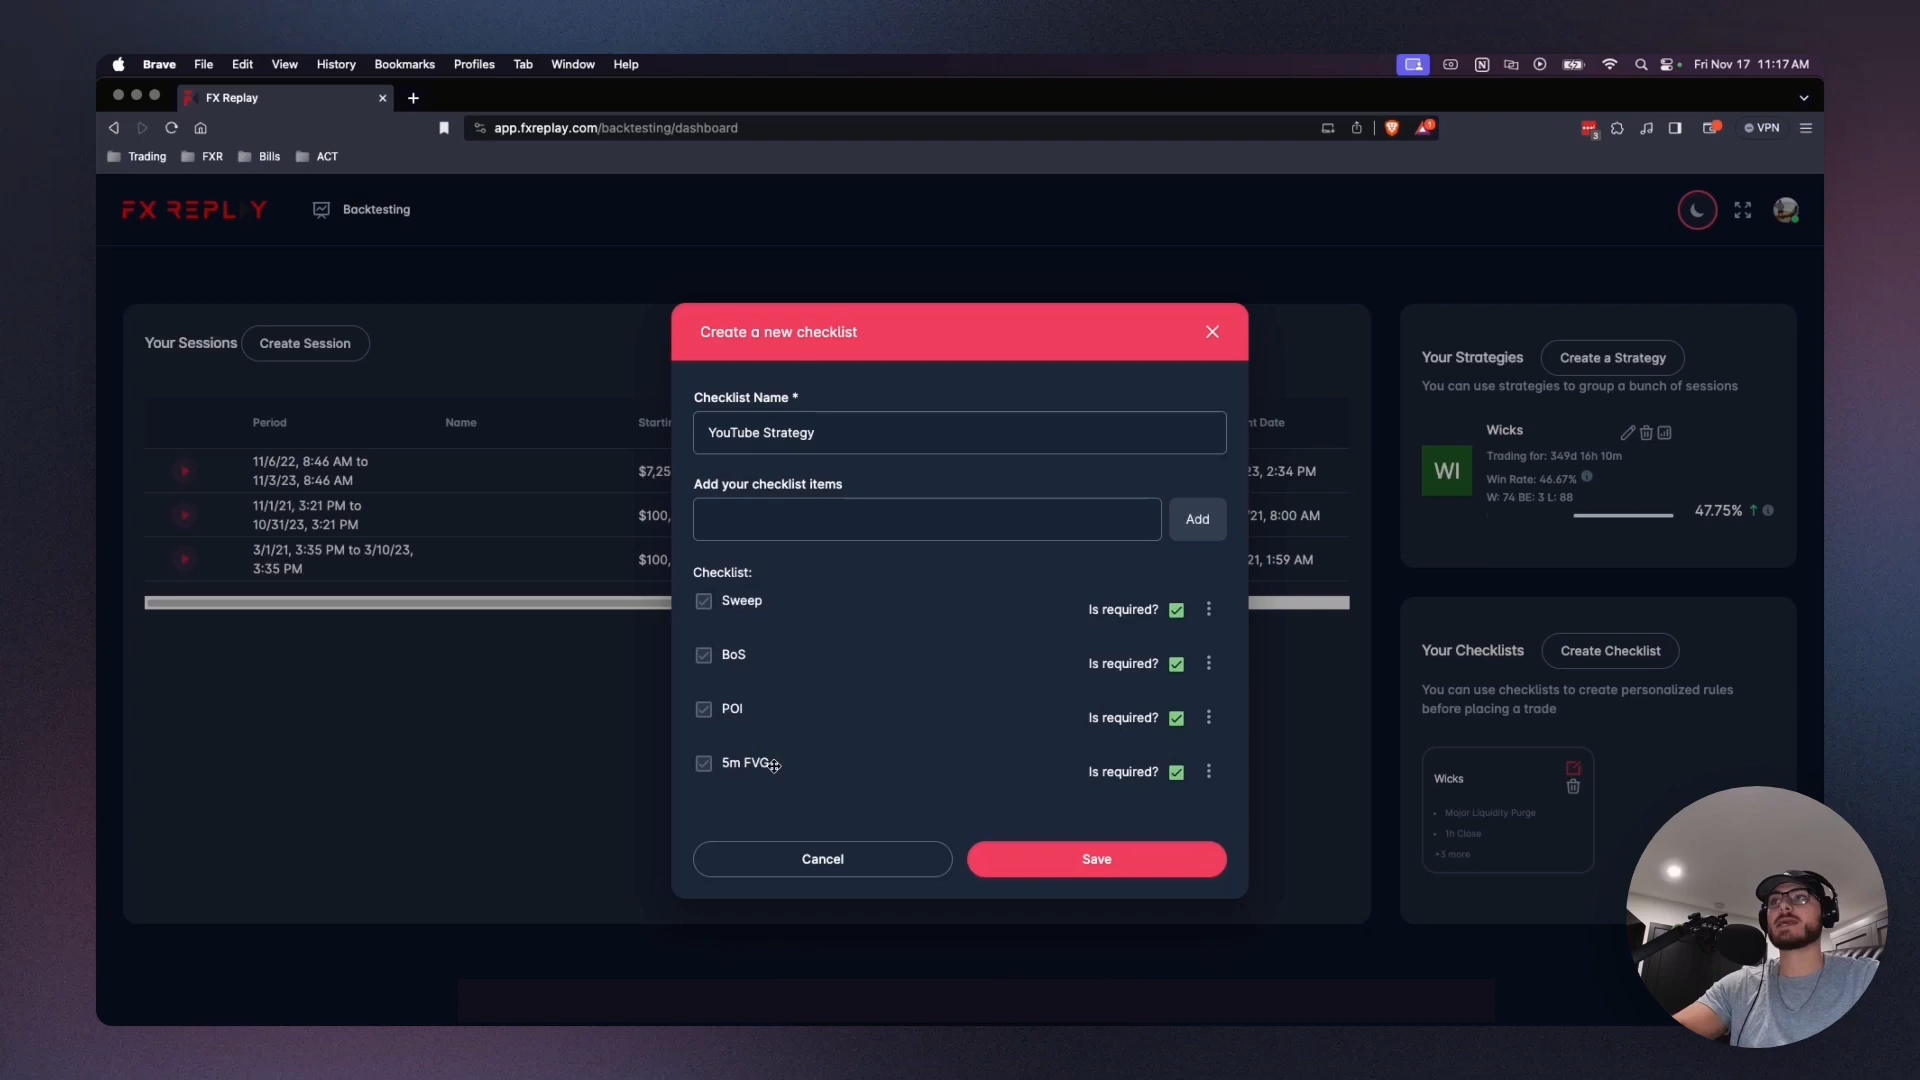 Brave File Edit View History Bookmarks Profiles Tab Window Help
Fri Nov 17 11:17 AM
FX Replay
app.fxreplay.com/backtesting/dashboard
3
1
VPN
Trading FXR Bills ACT
FX REPLAY
Backtesting
Your Sessions
Create Session
Period Name Startin
nt Date
11/6/22, 8:46 AM to
11/3/23, 8:46 AM
$7,25
23, 2:34 PM
11/1/21, 3:21 PM to
10/31/23, 3:21 PM
$100,
/21, 8:00 AM
3/1/21, 3:35 PM to 3/10/23,
3:35 PM
$100,
21, 1:59 AM
Create a new checklist
Checklist Name *
YouTube Strategy
Add your checklist items
Add
Checklist:
Sweep
Is required?
BoS
Is required?
POI
Is required?
5m FVG
Is required?
Cancel
Save
Your Strategies
Create a Strategy
You can use strategies to group a bunch of sessions
WI
Wicks
Trading for: 349d 16h 10m
Win Rate: 46.67%
W: 74 BE: 3 L: 88
47.75%
Your Checklists
Create Checklist
You can use checklists to create personalized rules
before placing a trade
Wicks
Major Liquidity Purge
1h Close
+3 more